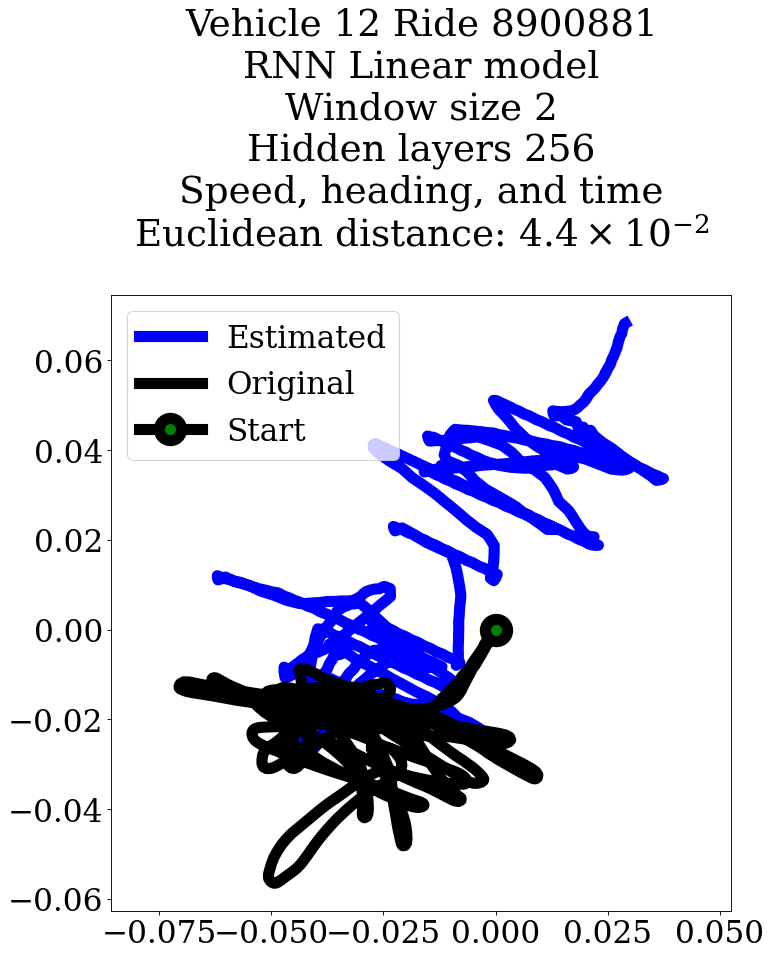 Vehicle 12 Ride 8900881
RNN Linear model
Window size 2
Hidden layers 256
Speed, heading, and time
Euclidean distance: 4.4 × 10⁻²
Estimated
Original
Start
0.06
0.04
0.02
0.00
−0.02
−0.04
−0.06
−0.075 −0.050 −0.025 0.000 0.025 0.050